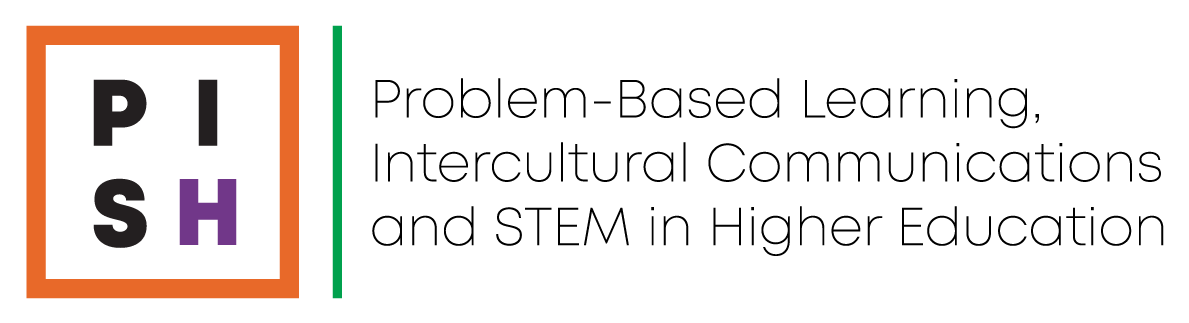 P I
S H
Problem-Based Learning,
Intercultural Communications
and STEM in Higher Education